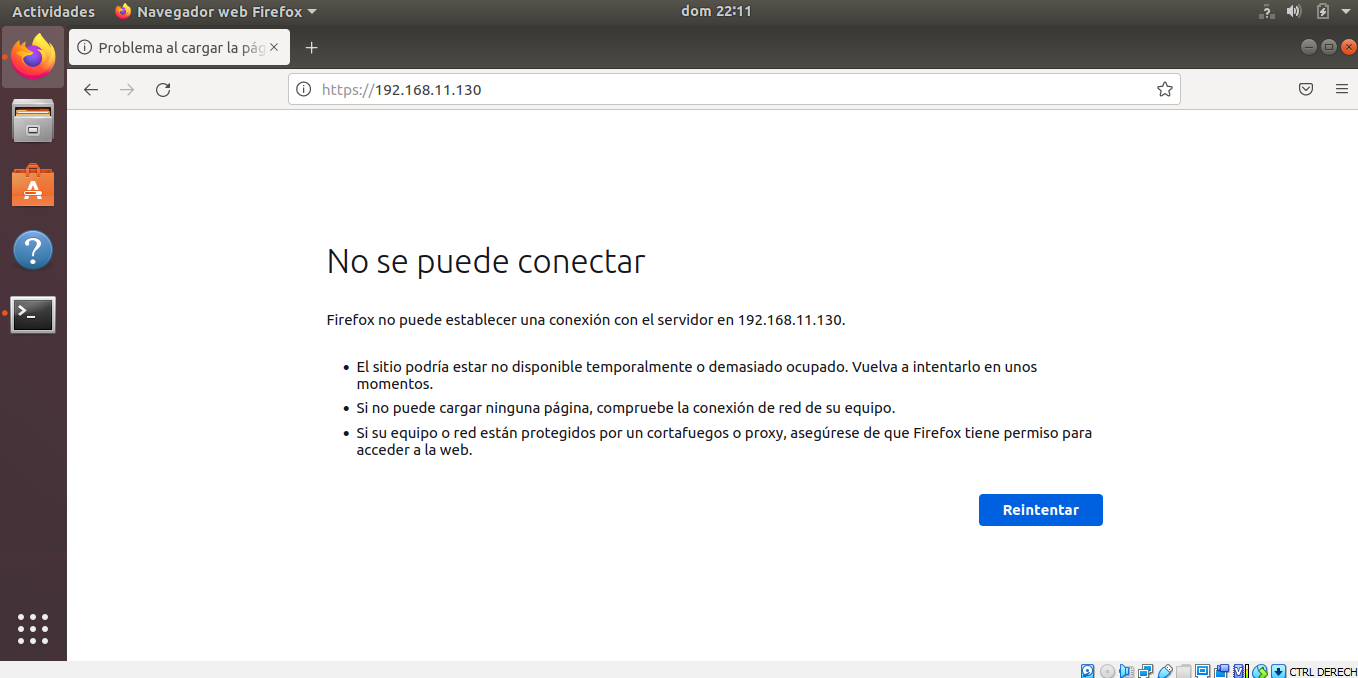 Actividades Navegador web Firefox dom 22:11
Problema al cargar la pág
https://192.168.11.130
No se puede conectar
Firefox no puede establecer una conexión con el servidor en 192.168.11.130.
El sitio podría estar no disponible temporalmente o demasiado ocupado. Vuelva a intentarlo en unos
momentos.
Si no puede cargar ninguna página, compruebe la conexión de red de su equipo.
Si su equipo o red están protegidos por un cortafuegos o proxy, asegúrese de que Firefox tiene permiso para
acceder a la web.
Reintentar
CTRL DERECH